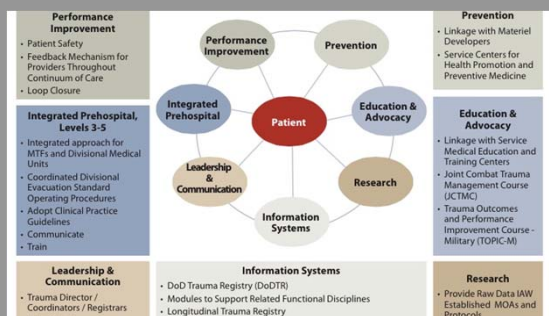 Performance
Improvement
• Patient Safety
• Feedback Mechanism for
Providers Throughout
Continuum of Care
• Loop Closure
Integrated Prehospital,
Levels 3-5
• Integrated approach for
MTFs and Divisional Medical
Units
• Coordinated Divisional
Evacuation Standard
Operating Procedures
• Adopt Clinical Practice
Guidelines
• Communicate
• Train
Leadership &
Communication
• Trauma Director /
Coordinators / Registrars
Performance
Improvement
Prevention
Integrated
Prehospital
Patient
Education &
Advocacy
Leadership
&
Communication
Research
Information
Systems
Information Systems
• DoD Trauma Registry (DoDTR)
• Modules to Support Related Functional Disciplines
• Longitudinal Trauma Registry
Prevention
• Linkage with Materiel
Developers
• Service Centers for
Health Promotion and
Preventive Medicine
Education &
Advocacy
• Linkage with Service
Medical Education and
Training Centers
• Joint Combat Trauma
Management Course
(JCTMC)
• Trauma Outcomes
and Performance
Improvement Course -
Military (TOPIC-M)
Research
• Provide Raw Data IAW
Established MOAs and
Protocols